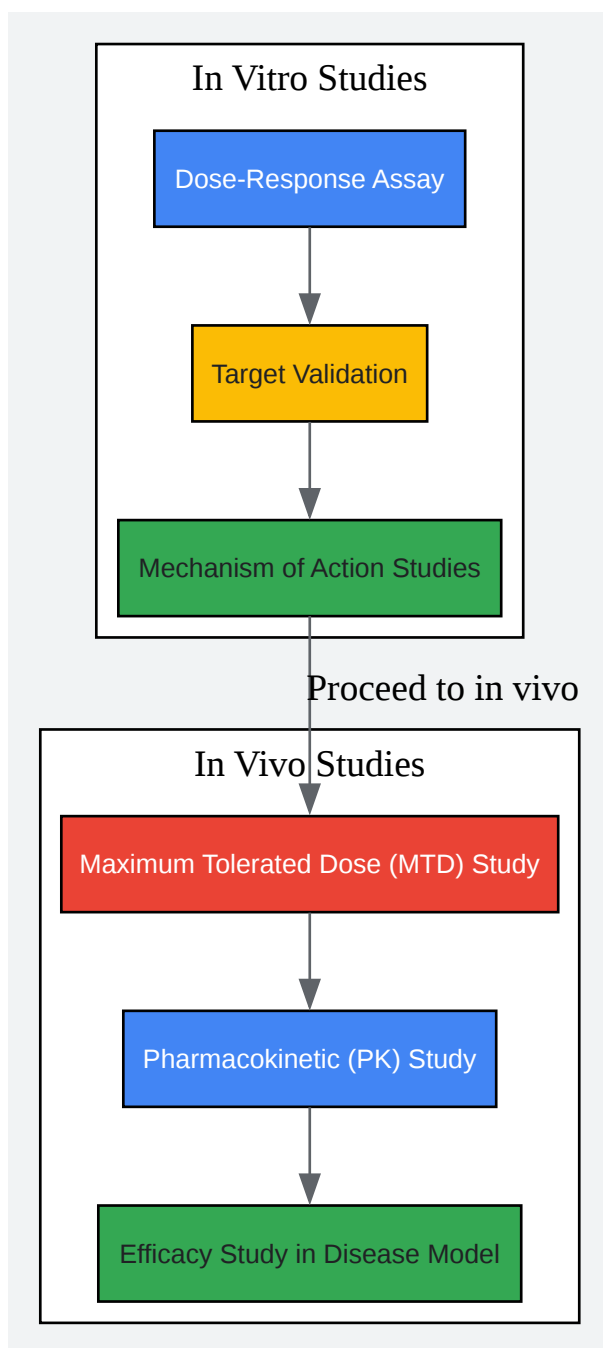 In Vitro Studies
Dose-Response Assay
Target Validation
Mechanism of Action Studies
Proceed to in vivo
In Vivo Studies
Maximum Tolerated Dose (MTD) Study
Pharmacokinetic (PK) Study
Efficacy Study in Disease Model